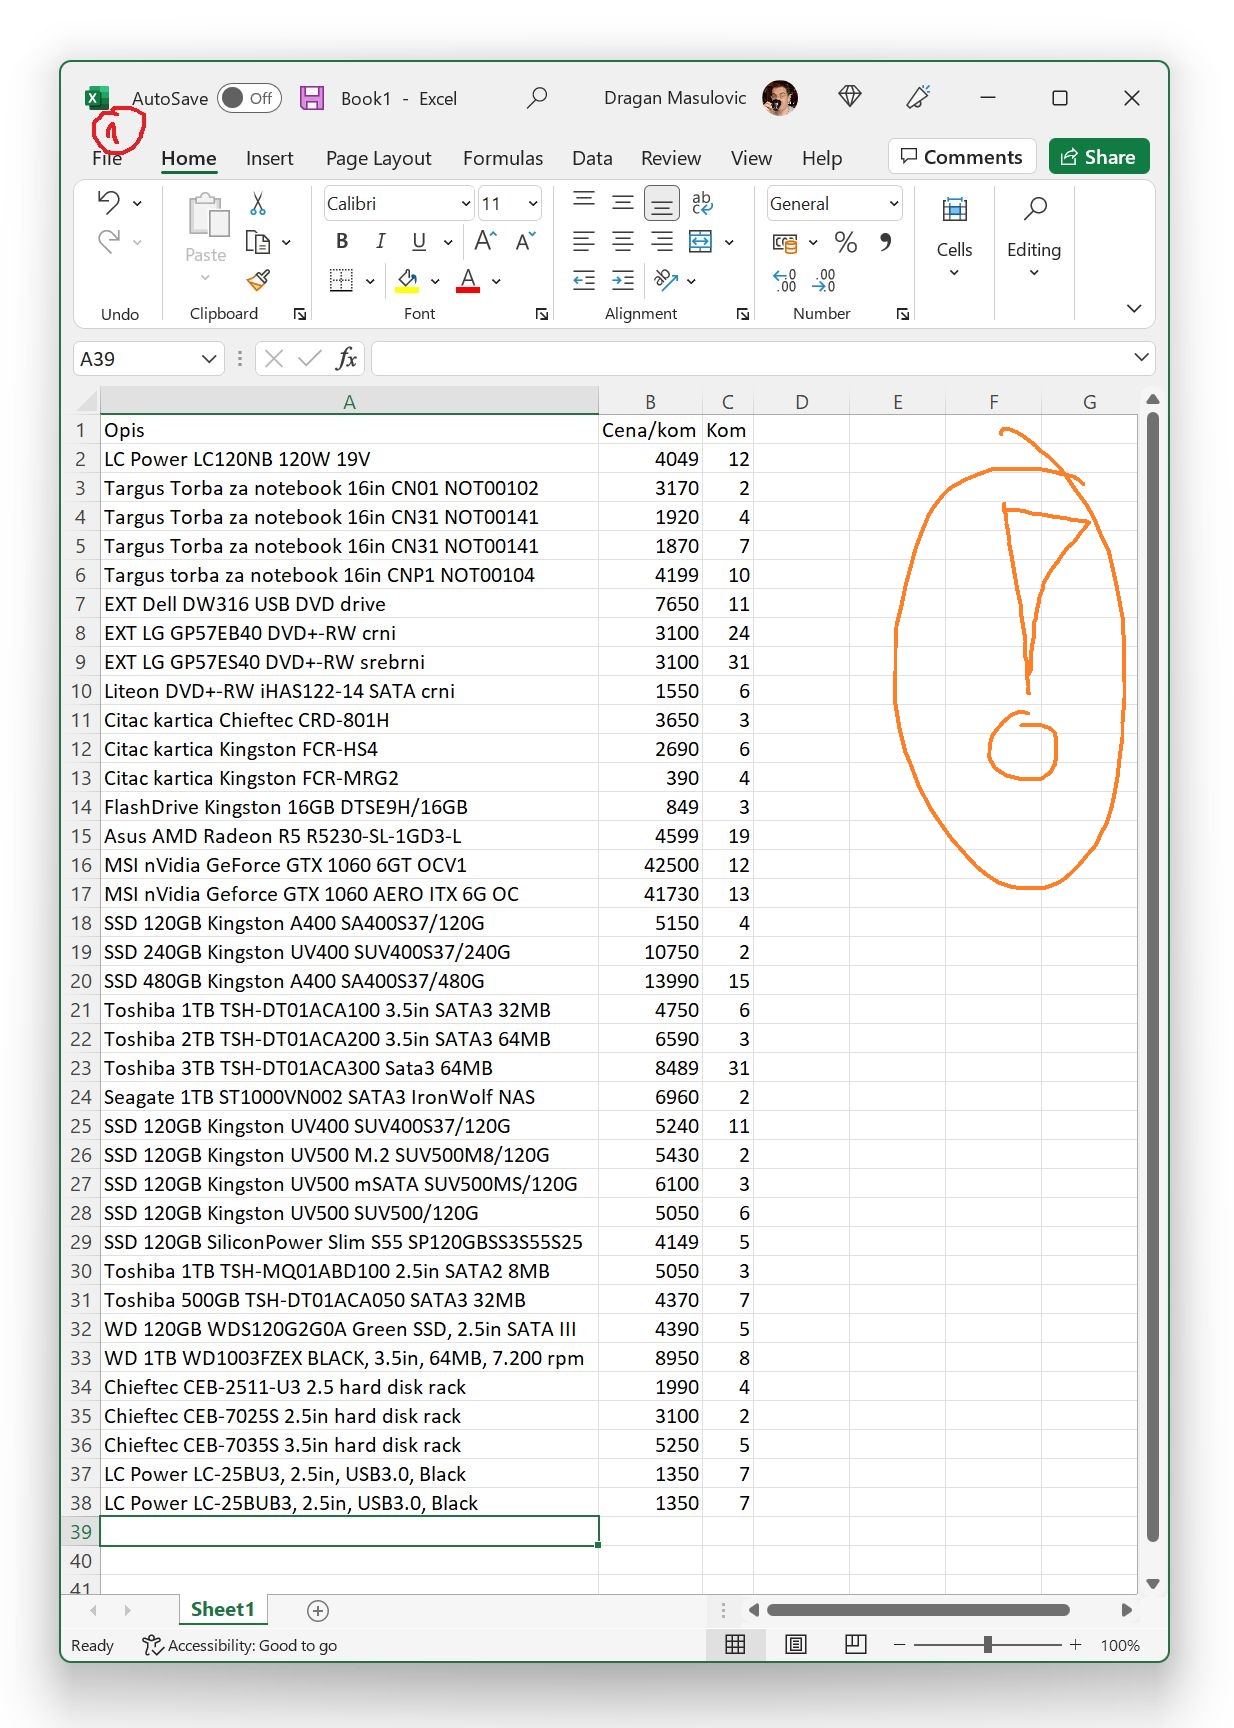 AutoSave Off Book1 - Excel Dragan Masulovic
1
File Home Insert Page Layout Formulas Data Review View Help Comments Share
Calibri 11 ab General
Paste B I U A A c % Cells Editing
A
Undo Clipboard Font Alignment Number
A39 fx
A B C D E F G
1 Opis Cena/kom Kom
2 LC Power LC120NB 120W 19V 4049 12
3 Targus Torba za notebook 16in CN01 NOT00102 3170 2
4 Targus Torba za notebook 16in CN31 NOT00141 1920 4
5 Targus Torba za notebook 16in CN31 NOT00141 1870 7
6 Targus torba za notebook 16in CNP1 NOT00104 4199 10
7 EXT Dell DW316 USB DVD drive 7650 11
8 EXT LG GP57EB40 DVD+-RW crni 3100 24
9 EXT LG GP57ES40 DVD+-RW srebrni 3100 31
10 Liteon DVD+-RW iHAS122-14 SATA crni 1550 6
11 Citac kartica Chieftec CRD-801H 3650 3
12 Citac kartica Kingston FCR-HS4 2690 6
13 Citac kartica Kingston FCR-MRG2 390 4
14 FlashDrive Kingston 16GB DTSE9H/16GB 849 3
15 Asus AMD Radeon R5 R5230-SL-1GD3-L 4599 19
16 MSI nVidia GeForce GTX 1060 6GT OCV1 42500 12
17 MSI nVidia Geforce GTX 1060 AERO ITX 6G OC 41730 13
18 SSD 120GB Kingston A400 SA400S37/120G 5150 4
19 SSD 240GB Kingston UV400 SUV400S37/240G 10750 2
20 SSD 480GB Kingston A400 SA400S37/480G 13990 15
21 Toshiba 1TB TSH-DT01ACA100 3.5in SATA3 32MB 4750 6
22 Toshiba 2TB TSH-DT01ACA200 3.5in SATA3 64MB 6590 3
23 Toshiba 3TB TSH-DT01ACA300 Sata3 64MB 8489 31
24 Seagate 1TB ST1000VN002 SATA3 IronWolf NAS 6960 2
25 SSD 120GB Kingston UV400 SUV400S37/120G 5240 11
26 SSD 120GB Kingston UV500 M.2 SUV500M8/120G 5430 2
27 SSD 120GB Kingston UV500 mSATA SUV500MS/120G 6100 3
28 SSD 120GB Kingston UV500 SUV500/120G 5050 6
29 SSD 120GB SiliconPower Slim S55 SP120GBSS3S55S25 4149 5
30 Toshiba 1TB TSH-MQ01ABD100 2.5in SATA2 8MB 5050 3
31 Toshiba 500GB TSH-DT01ACA050 SATA3 32MB 4370 7
32 WD 120GB WDS120G2G0A Green SSD, 2.5in SATA III 4390 5
33 WD 1TB WD1003FZEX BLACK, 3.5in, 64MB, 7.200 rpm 8950 8
34 Chieftec CEB-2511-U3 2.5 hard disk rack 1990 4
35 Chieftec CEB-7025S 2.5in hard disk rack 3100 2
36 Chieftec CEB-7035S 3.5in hard disk rack 5250 5
37 LC Power LC-25BU3, 2.5in, USB3.0, Black 1350 7
38 LC Power LC-25BUB3, 2.5in, USB3.0, Black 1350 7
39
40
41
Sheet1
Ready Accessibility: Good to go 100%